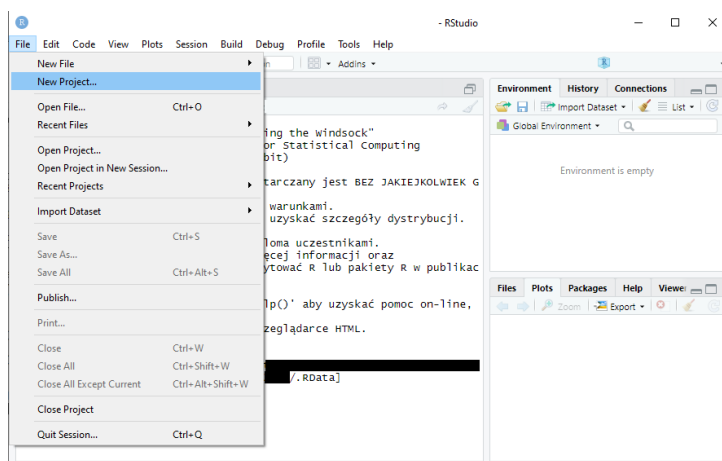 R
- RStudio
File Edit Code View Plots Session Build Debug Profile Tools Help
New File
New Project...
Open File... Ctrl+O
Recent Files
Open Project...
Open Project in New Session...
Recent Projects
Import Dataset
Save Ctrl+S
Save As...
Save All Ctrl+Alt+S
Publish...
Print...
Close Ctrl+W
Close All Ctrl+Shift+W
Close All Except Current Ctrl+Alt+Shift+W
Close Project
Quit Session... Ctrl+Q
Addins
ing the Windsock"
or Statistical Computing
bit)
tarczany jest BEZ JAKIEJKOLWIEK G
warunkami.
uzyskać szczegóły dystrybucji.
loma uczestnikami.
ęcej informacji oraz
ytować R lub pakiety R w publikac
lp()' aby uzyskać pomoc on-line,
zeglądarce HTML.
/.RData]
R
Environment History Connections
Import Dataset List
Global Environment
Environment is empty
Files Plots Packages Help Viewer
Zoom Export